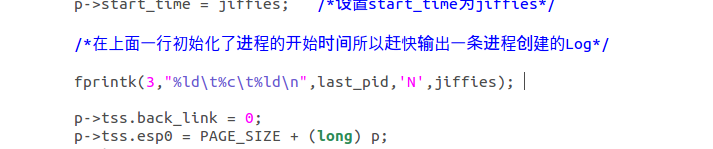 p->start_time = jiffies;   /*设置start_time为jiffies*/
/*在上面一行初始化了进程的开始时间所以赶快输出一条进程创建的Log*/
fprintk(3,"%ld\t%c\t%ld\n",last_pid,'N',jiffies);
p->tss.back_link = 0;
p->tss.esp0 = PAGE_SIZE + (long) p;